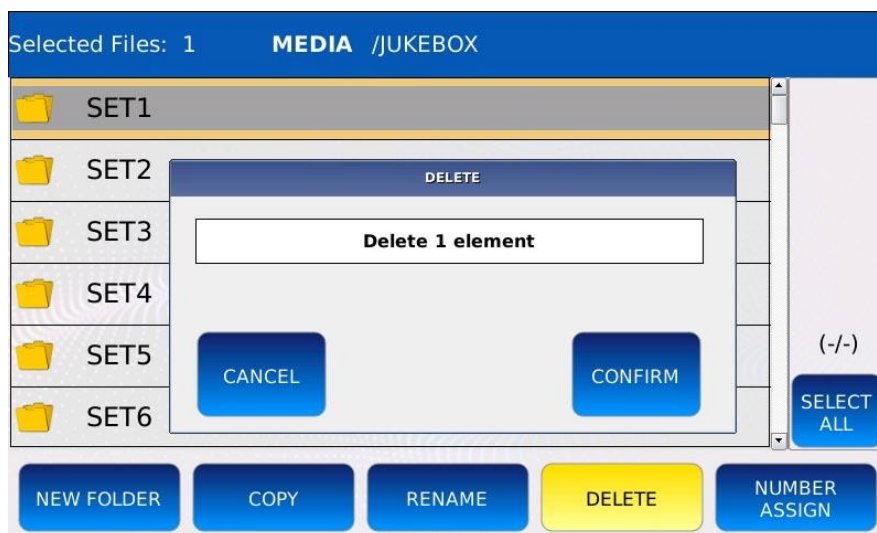 Selected Files: 1 MEDIA /JUKEBOX
SET1
SET2
SET3
SET4
SET5
SET6
DELETE
Delete 1 element
CANCEL
CONFIRM
(-/-)
SELECT
ALL
NEW FOLDER
COPY
RENAME
DELETE
NUMBER
ASSIGN